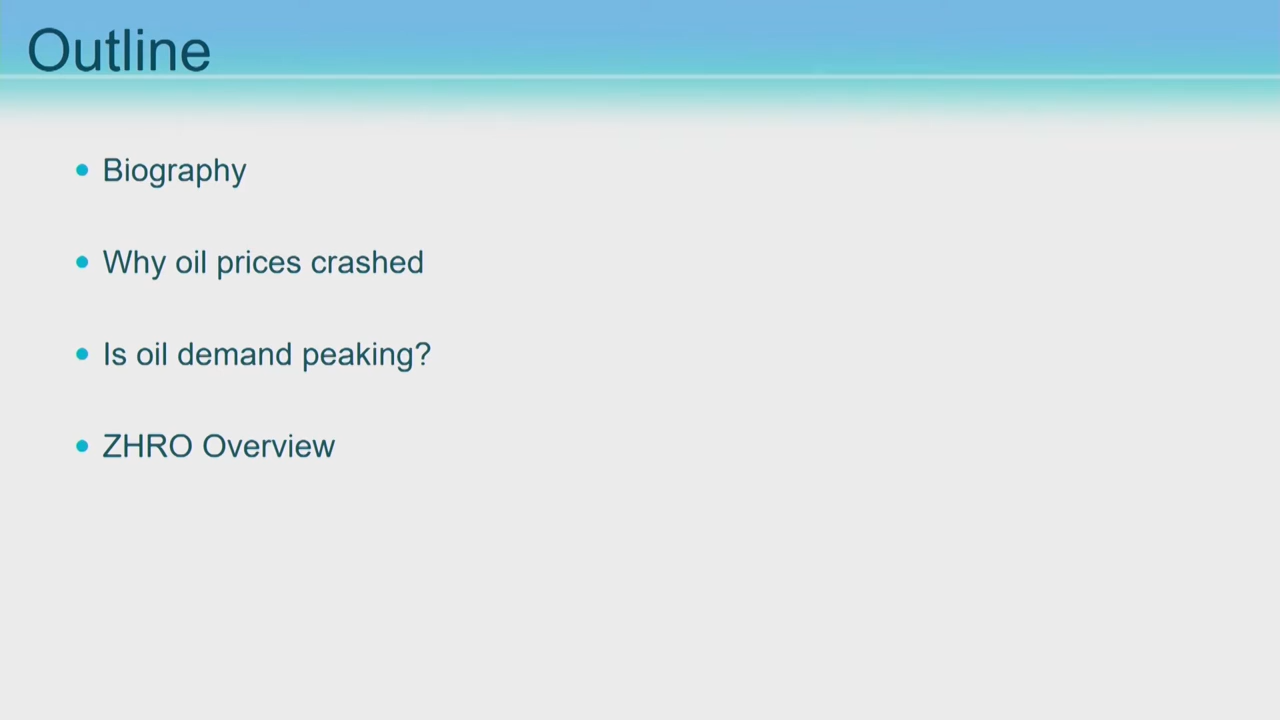 Outline
Biography
Why oil prices crashed
Is oil demand peaking?
ZHRO Overview